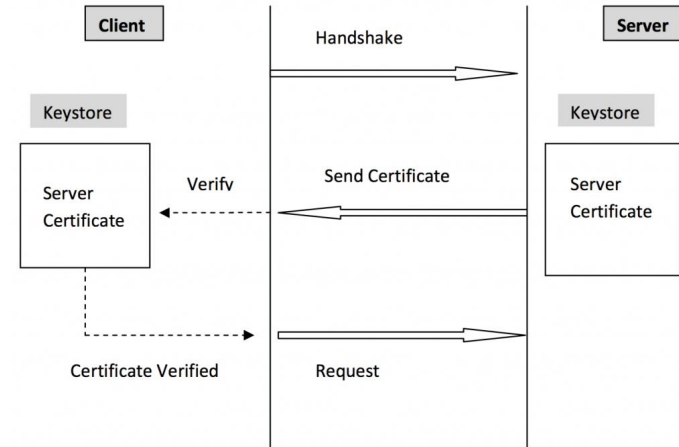 Client
Server
Handshake
Keystore
Keystore
Verify
Send Certificate
Server
Certificate
Server
Certificate
Certificate Verified
Request